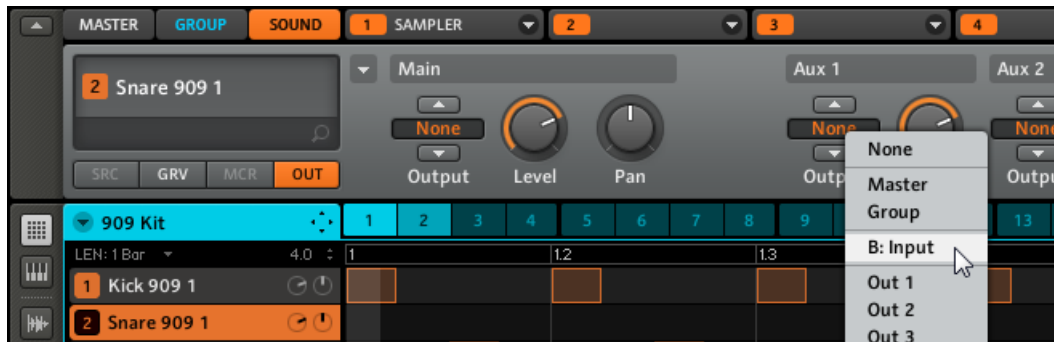 MASTER GROUP SOUND 1 SAMPLER 2 3 4
2 Snare 909 1
Main Aux 1 Aux 2
None None None
Output Level Pan Outp Outpu
SRC GRV MCR OUT
None
Master
Group
B: Input
Out 1
Out 2
Out 3
909 Kit 1 2 3 4 5 6 7 8 9 13
LEN: 1 Bar 4.0 1 1.2 1.3
1 Kick 909 1
2 Snare 909 1